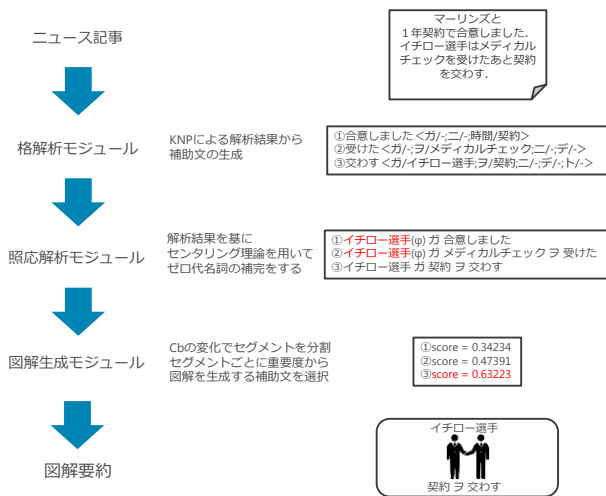 ニュース記事
マーリンズと
1年契約で合意しました.
イチロー選手はメディカル
チェックを受けたあと契約
を交わす.
格解析モジュール
KNPによる解析結果から
補助文の生成
①合意しました<ガ/-;ニ/-;時間/契約>
②受けた<ガ/-;ヲ/メディカルチェック;ニ/-;デ/->
③交わす<ガ/イチロー選手;ヲ/契約;ニ/-;デ/-;ト/->
照応解析モジュール
解析結果を基に
センタリング理論を用いて
ゼロ代名詞の補完をする
①イチロー選手(φ) ガ 合意しました
②イチロー選手(φ) ガ メディカルチェック ヲ 受けた
③イチロー選手 ガ 契約 ヲ 交わす
図解生成モジュール
Cbの変化でセグメントを分割
セグメントごとに重要度から
図解を生成する補助文を選択
①score = 0.34234
②score = 0.47391
③score = 0.63223
図解要約
イチロー選手
契約 ヲ 交わす